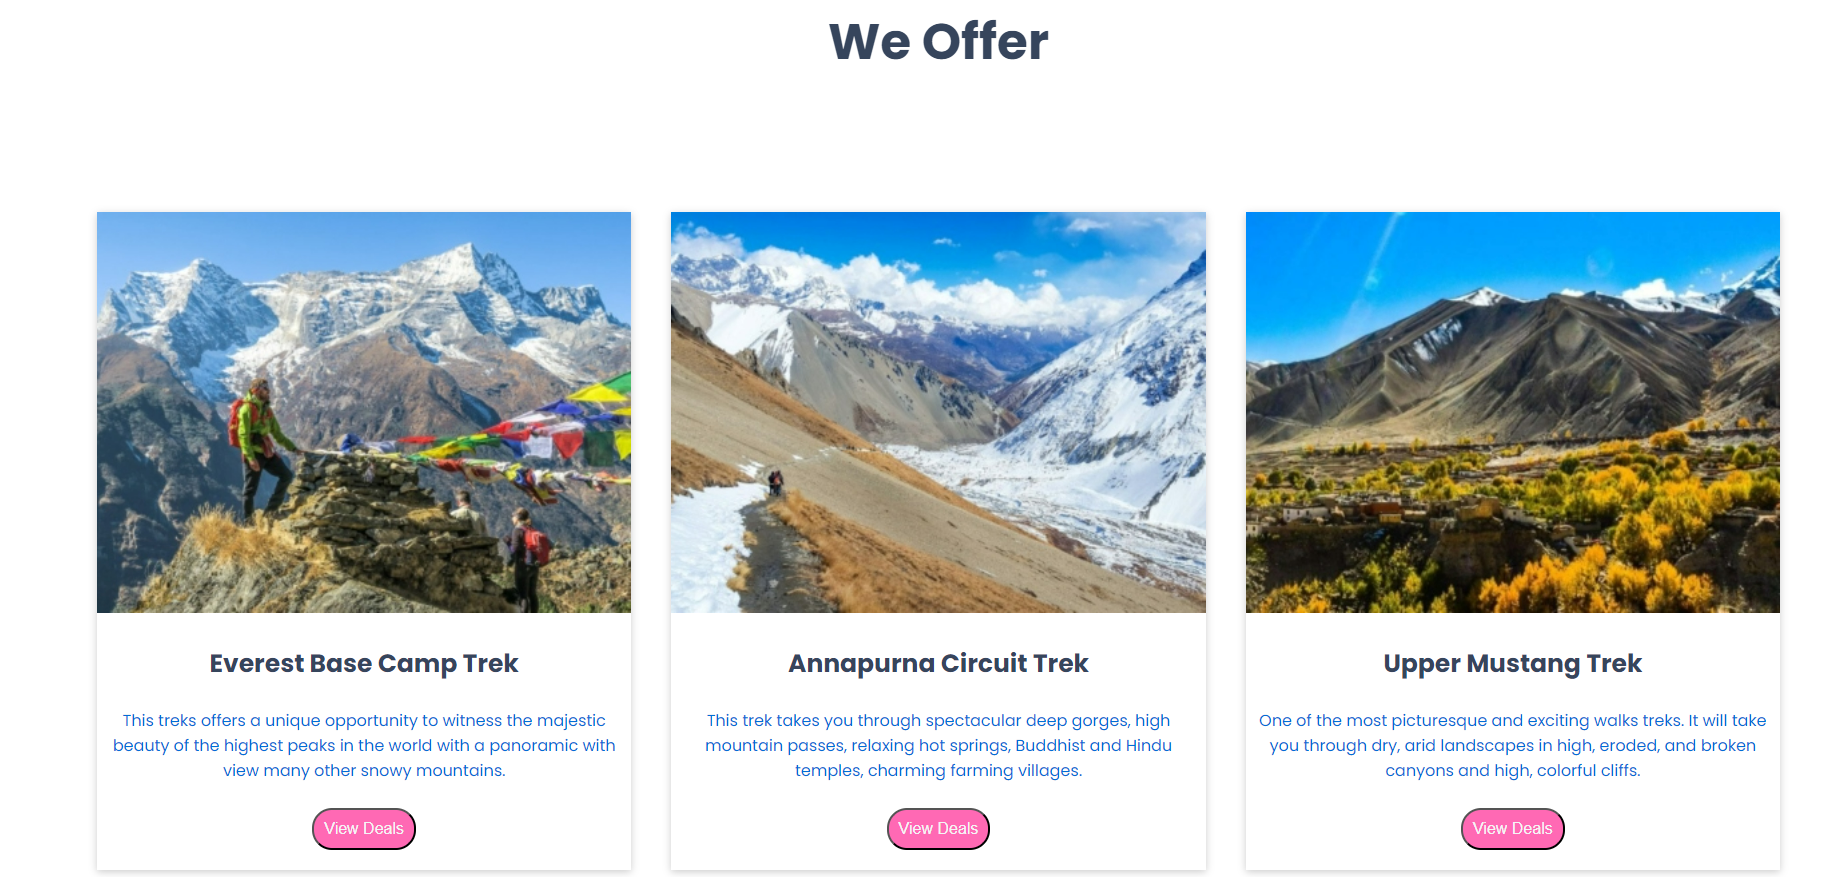 We Offer
Everest Base Camp Trek
This treks offers a unique opportunity to witness the majestic
beauty of the highest peaks in the world with a panoramic with
view many other snowy mountains.
View Deals
Annapurna Circuit Trek
This trek takes you through spectacular deep gorges, high
mountain passes, relaxing hot springs, Buddhist and Hindu
temples, charming farming villages.
View Deals
Upper Mustang Trek
One of the most picturesque and exciting walks treks. It will take
you through dry, arid landscapes in high, eroded, and broken
canyons and high, colorful cliffs.
View Deals